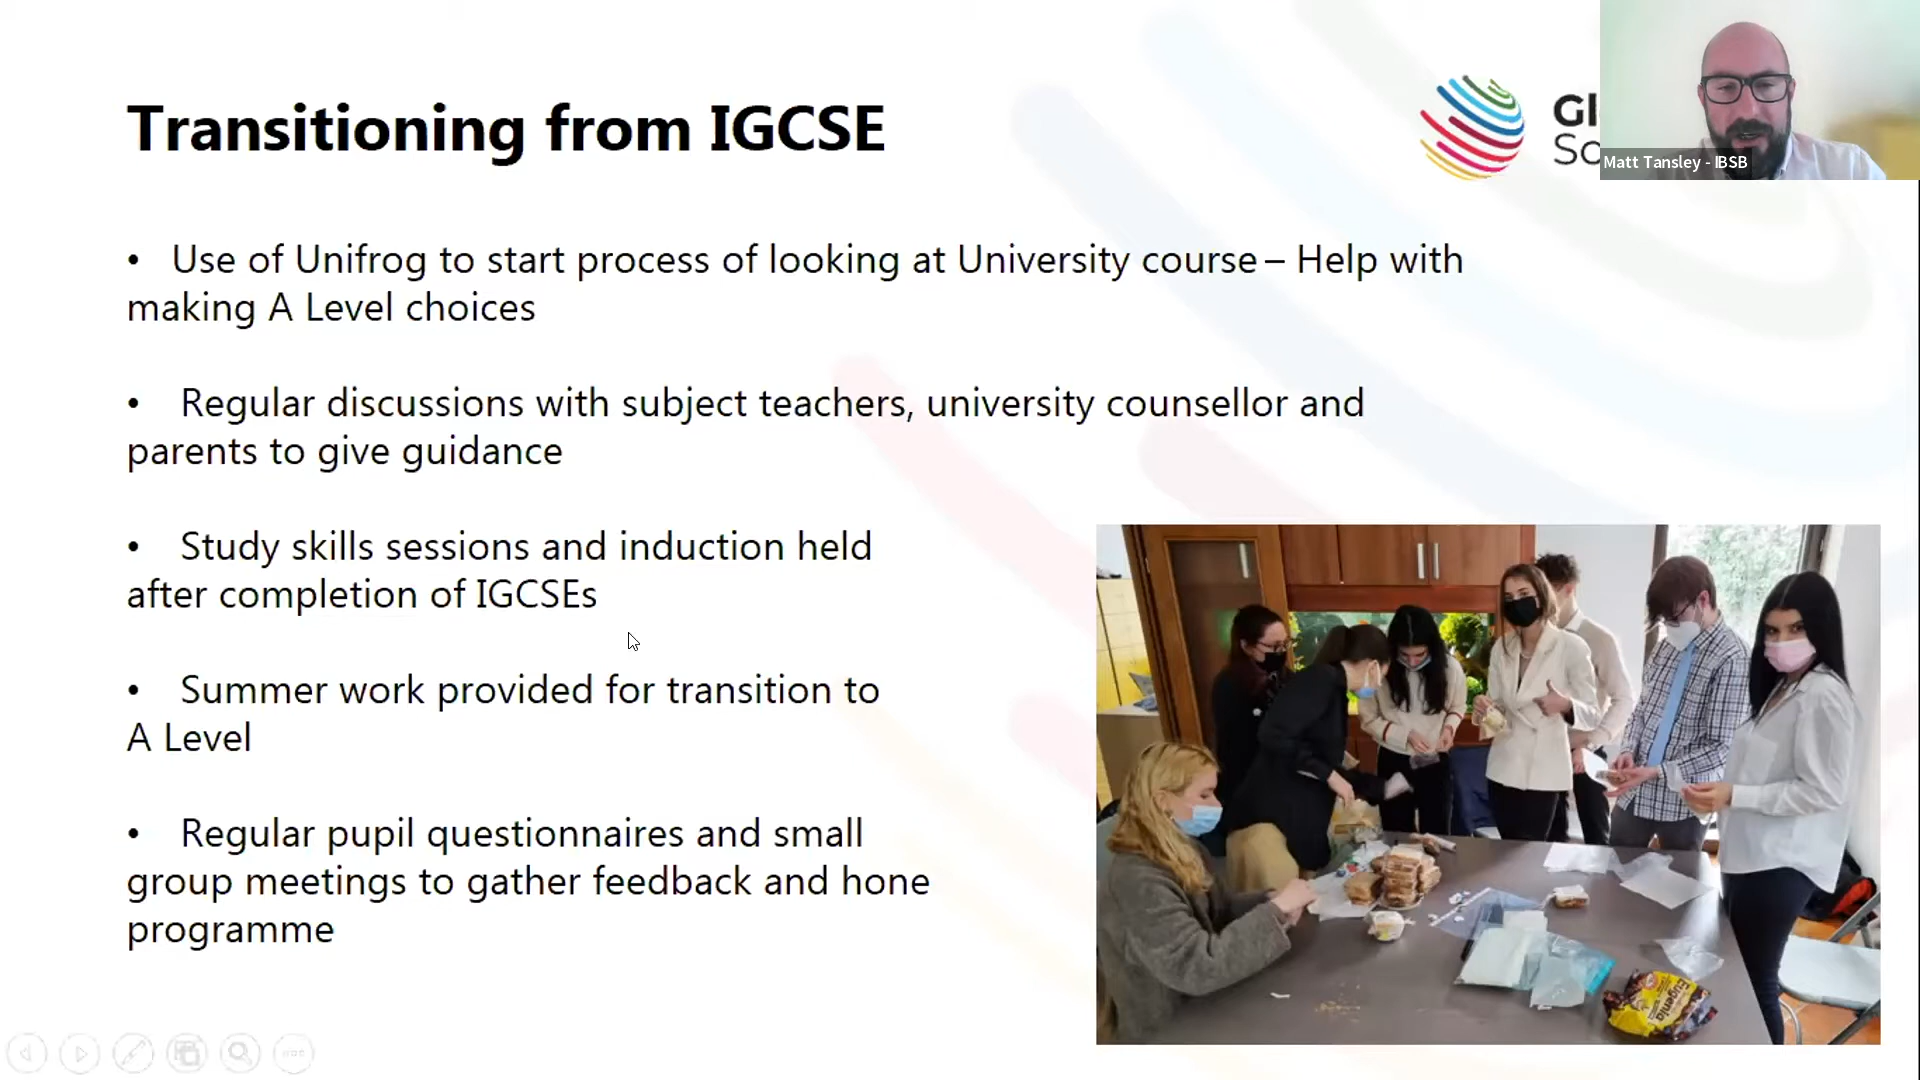 Transitioning from IGCSE
Matt Tansley - IBSB
• Use of Unifrog to start process of looking at University course – Help with
making A Level choices
• Regular discussions with subject teachers, university counsellor and
parents to give guidance
• Study skills sessions and induction held
after completion of IGCSEs
• Summer work provided for transition to
A Level
• Regular pupil questionnaires and small
group meetings to gather feedback and hone
programme
Eugenia